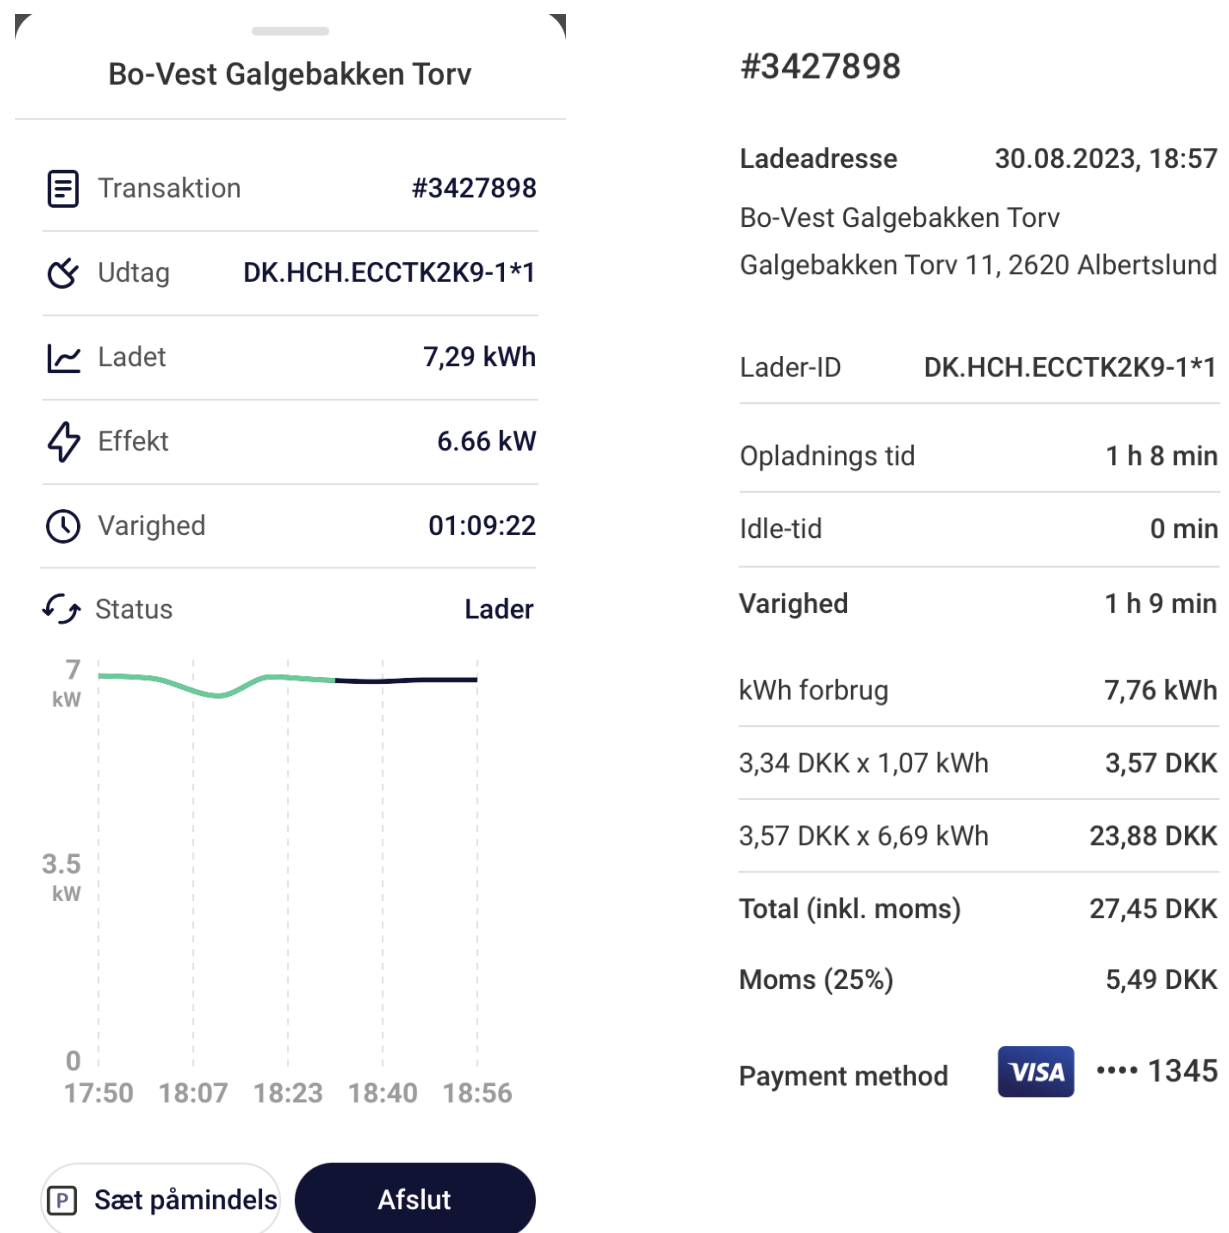 Bo-Vest Galgebakken Torv
Transaktion #3427898
Udtag DK.HCH.ECCTK2K9-1*1
Ladet 7,29 kWh
Effekt 6.66 kW
Varighed 01:09:22
Status Lader
7
kW
3.5
kW
0
17:50 18:07 18:23 18:40 18:56
P Sæt påmindels
Afslut
#3427898
Ladeadresse 30.08.2023, 18:57
Bo-Vest Galgebakken Torv
Galgebakken Torv 11, 2620 Albertslund
Lader-ID DK.HCH.ECCTK2K9-1*1
Opladnings tid 1 h 8 min
Idle-tid 0 min
Varighed 1 h 9 min
kWh forbrug 7,76 kWh
3,34 DKK x 1,07 kWh 3,57 DKK
3,57 DKK x 6,69 kWh 23,88 DKK
Total (inkl. moms) 27,45 DKK
Moms (25%) 5,49 DKK
Payment method VISA •••• 1345